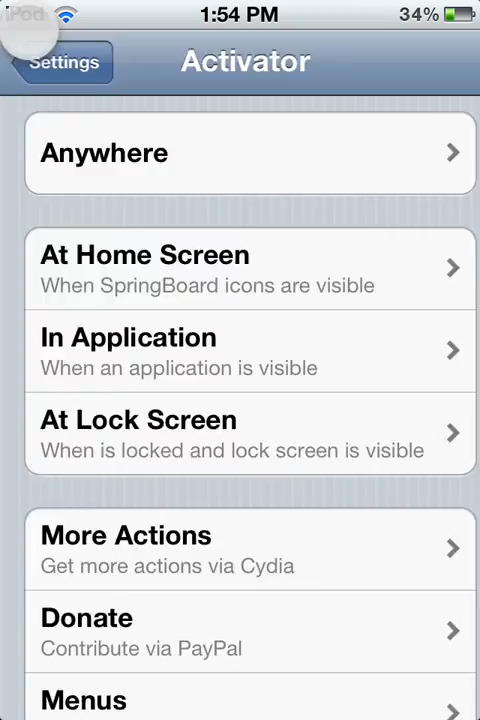 iPod 1:54 PM 34%
Settings Activator
Anywhere
At Home Screen
When SpringBoard icons are visible
In Application
When an application is visible
At Lock Screen
When is locked and lock screen is visible
More Actions
Get more actions via Cydia
Donate
Contribute via PayPal
Menus